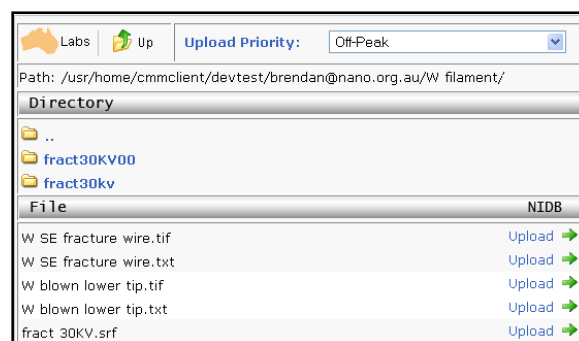 Labs Up Upload Priority: Off-Peak
Path: /usr/home/cmmclient/devtest/brendan@nano.org.au/W filament/
Directory
..
fract30KV00
fract30kv
File NIDB
W SE fracture wire.tif Upload
W SE fracture wire.txt Upload
W blown lower tip.tif Upload
W blown lower tip.txt Upload
fract 30KV.srf Upload